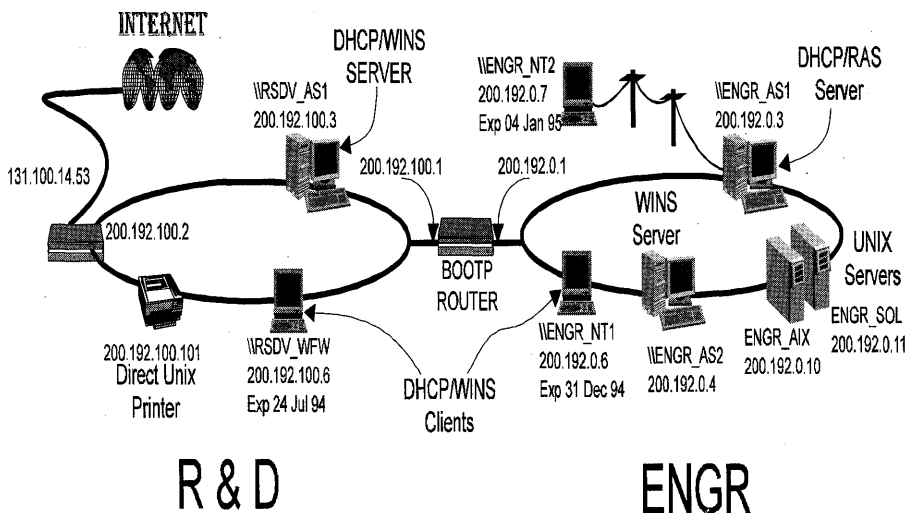 INTERNET
DHCP/WINS
SERVER
\\RSDV_AS1
200.192.100.3
\\ENGR_NT2
200.192.0.7
Exp 04 Jan 95
\\ENGR_AS1
200.192.0.3
DHCP/RAS
Server
131.100.14.53
200.192.100.1
200.192.0.1
200.192.100.2
WINS
Server
BOOTP
ROUTER
UNIX
Servers
200.192.100.101
Direct Unix
Printer
\\RSDV_WFW
200.192.100.6
Exp 24 Jul 94
DHCP/WINS
Clients
\\ENGR_NT1
200.192.0.6
Exp 31 Dec 94
\\ENGR_AS2
200.192.0.4
ENGR_AIX
200.192.0.10
ENGR_SOL
200.192.0.11
R & D
ENGR